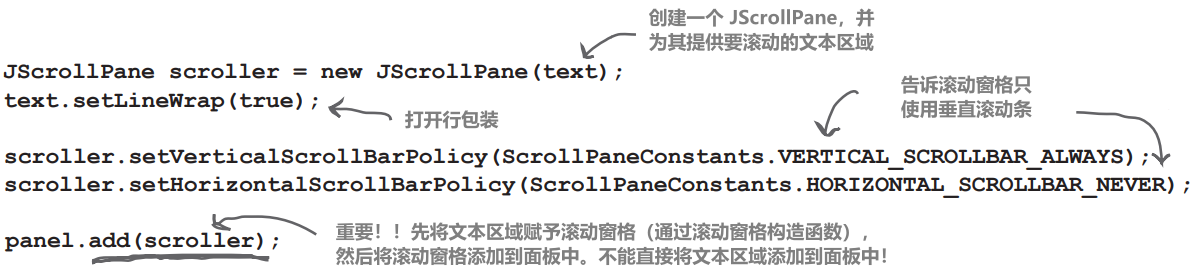 创建一个 JScrollPane，并
为其提供要滚动的文本区域
JScrollPane scroller = new JScrollPane(text);
text.setLineWrap(true);
打开行包装
告诉滚动窗格只
使用垂直滚动条
scroller.setVerticalScrollBarPolicy(ScrollPaneConstants.VERTICAL_SCROLLBAR_ALWAYS);
scroller.setHorizontalScrollBarPolicy(ScrollPaneConstants.HORIZONTAL_SCROLLBAR_NEVER);
panel.add(scroller);
重要！！先将文本区域赋予滚动窗格（通过滚动窗格构造函数），
然后将滚动窗格添加到面板中。不能直接将文本区域添加到面板中！